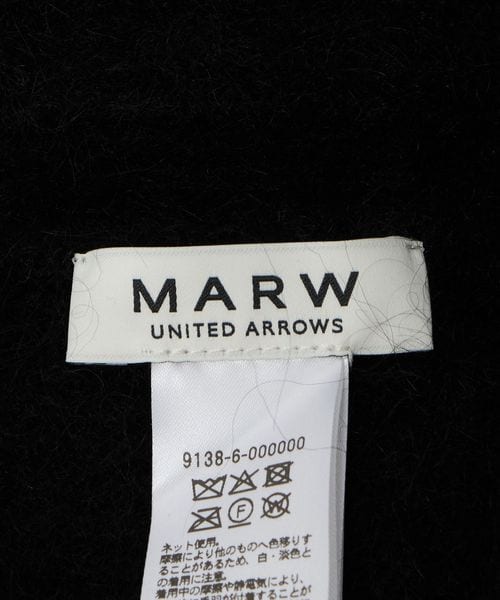 MARW
UNITED ARROWS
9138-6-000000
F W
ネット使用。
摩擦により他のものへ色移りす
ることがあるため、白・淡色と
の着用に注意。
着用中の摩擦や静電気により、